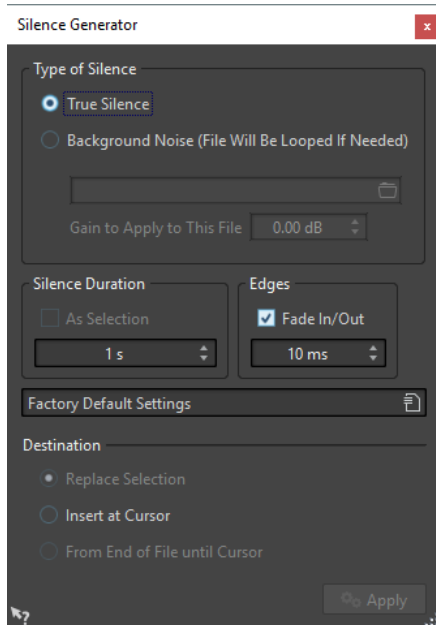 Silence Generator
x
Type of Silence
True Silence
Background Noise (File Will Be Looped If Needed)
Gain to Apply to This File 0.00 dB
Silence Duration
As Selection
1 s
Edges
Fade In/Out
10 ms
Factory Default Settings
Destination
Replace Selection
Insert at Cursor
From End of File until Cursor
Apply
?